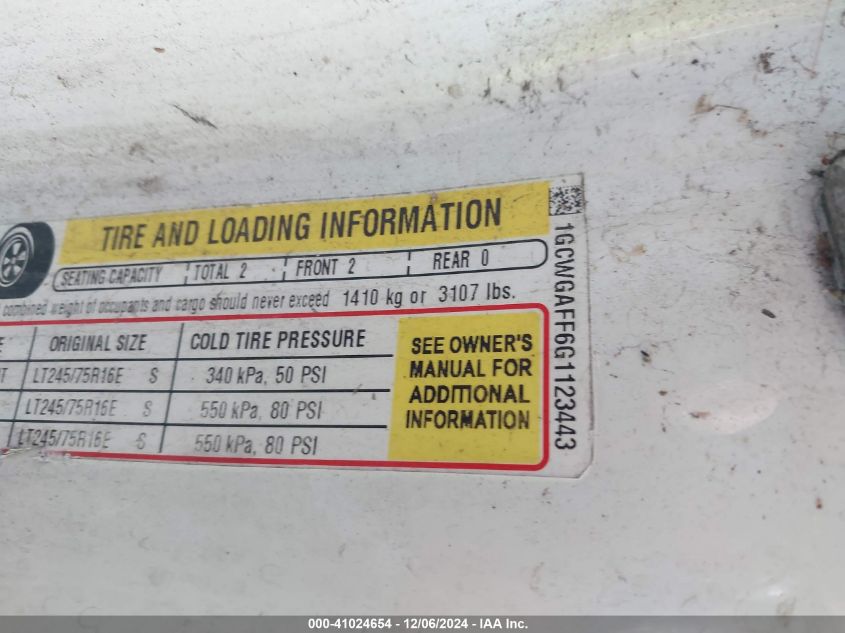 TIRE AND LOADING INFORMATION
SEATING CAPACITY TOTAL 2 FRONT 2 REAR 0
combined weight of occupants and cargo should never exceed 1410 kg or 3107 lbs.
E ORIGINAL SIZE COLD TIRE PRESSURE
T LT245/75R16E S 340 kPa, 50 PSI
LT245/75R16E S 550 kPa, 80 PSI
LT245/75R16E S 550 kPa, 80 PSI
SEE OWNER'S
MANUAL FOR
ADDITIONAL
INFORMATION
1GCWGAFF6G1123443
000-41024654 - 12/06/2024 - IAA Inc.